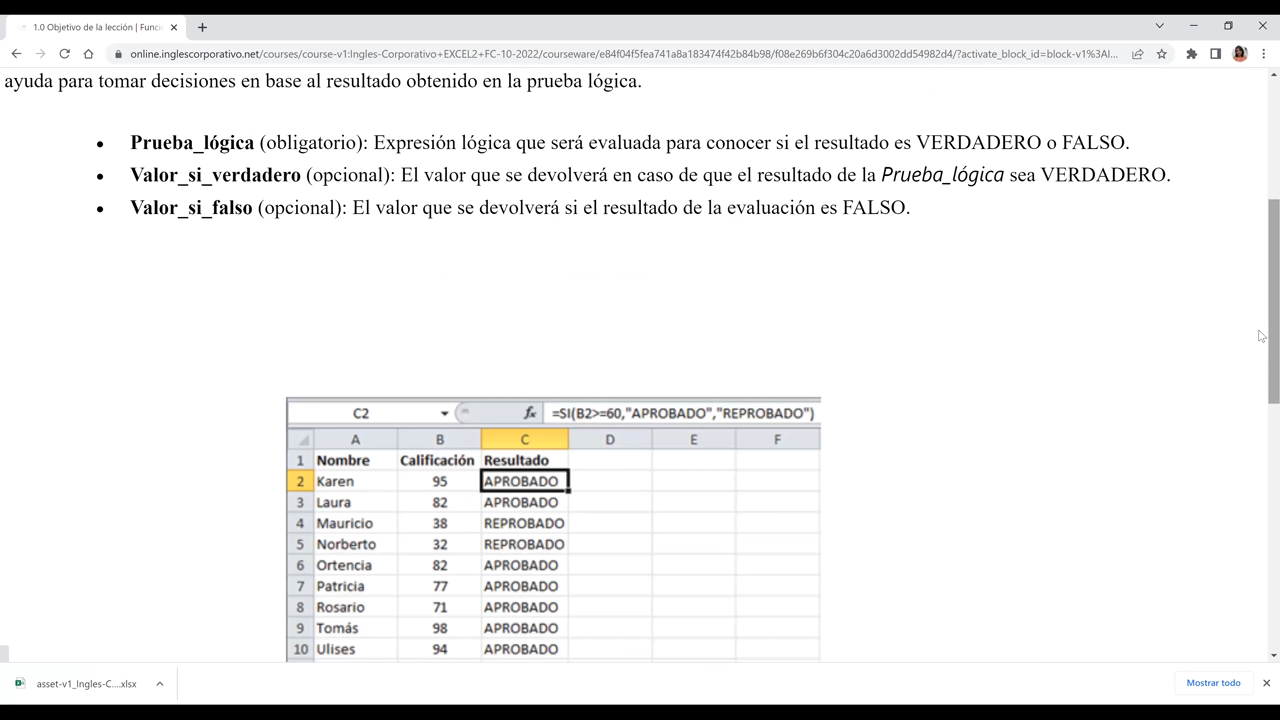 1.0 Objetivo de la lección | Funci
online.inglescorporativo.net/courses/course-v1:Ingles-Corporativo+EXCEL2+FC-10-2022/courseware/e84f04f5fea741a8a183474f42b84b98/f08e269b6f304c20a6d3002dd54982d4/?activate_block_id=block-v1%3AI...
ayuda para tomar decisiones en base al resultado obtenido en la prueba lógica.
• Prueba_lógica (obligatorio): Expresión lógica que será evaluada para conocer si el resultado es VERDADERO o FALSO.
• Valor_si_verdadero (opcional): El valor que se devolverá en caso de que el resultado de la Prueba_lógica sea VERDADERO.
• Valor_si_falso (opcional): El valor que se devolverá si el resultado de la evaluación es FALSO.
C2 fx =SI(B2>=60,"APROBADO","REPROBADO")
A B C D E F
1 Nombre Calificación Resultado
2 Karen 95 APROBADO
3 Laura 82 APROBADO
4 Mauricio 38 REPROBADO
5 Norberto 32 REPROBADO
6 Ortencia 82 APROBADO
7 Patricia 77 APROBADO
8 Rosario 71 APROBADO
9 Tomás 98 APROBADO
10 Ulises 94 APROBADO
asset-v1_Ingles-C....xlsx Mostrar todo